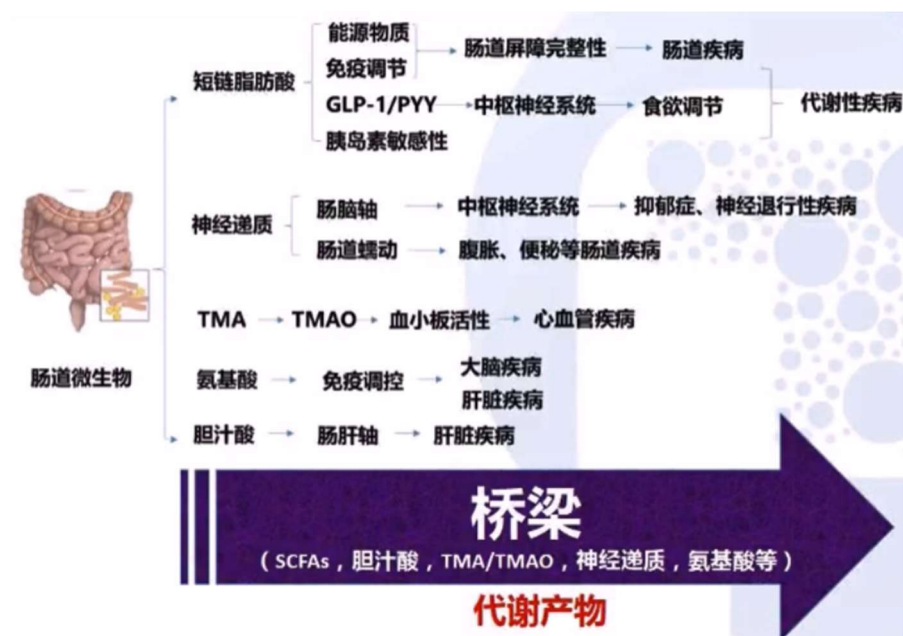 能源物质
免疫调节
肠道屏障完整性
肠道疾病
短链脂肪酸
GLP-1/PYY
中枢神经系统
食欲调节
代谢性疾病
胰岛素敏感性
神经递质
肠脑轴
中枢神经系统
抑郁症、神经退行性疾病
肠道蠕动
腹胀、便秘等肠道疾病
TMA
TMAO
血小板活性
心血管疾病
肠道微生物
氨基酸
免疫调控
大脑疾病
肝脏疾病
胆汁酸
肠肝轴
肝脏疾病
桥梁
（SCFAs，胆汁酸，TMA/TMAO，神经递质，氨基酸等）
代谢产物